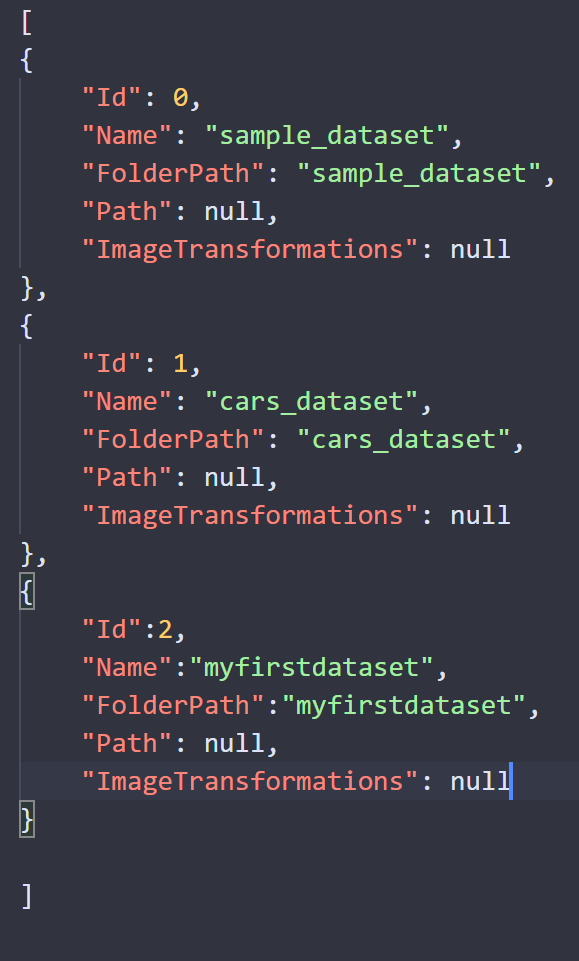 [
{
    "Id": 0,
    "Name": "sample_dataset",
    "FolderPath": "sample_dataset",
    "Path": null,
    "ImageTransformations": null
},
{
    "Id": 1,
    "Name": "cars_dataset",
    "FolderPath": "cars_dataset",
    "Path": null,
    "ImageTransformations": null
},
{
    "Id":2,
    "Name":"myfirstdataset",
    "FolderPath":"myfirstdataset",
    "Path": null,
    "ImageTransformations": null
}
]